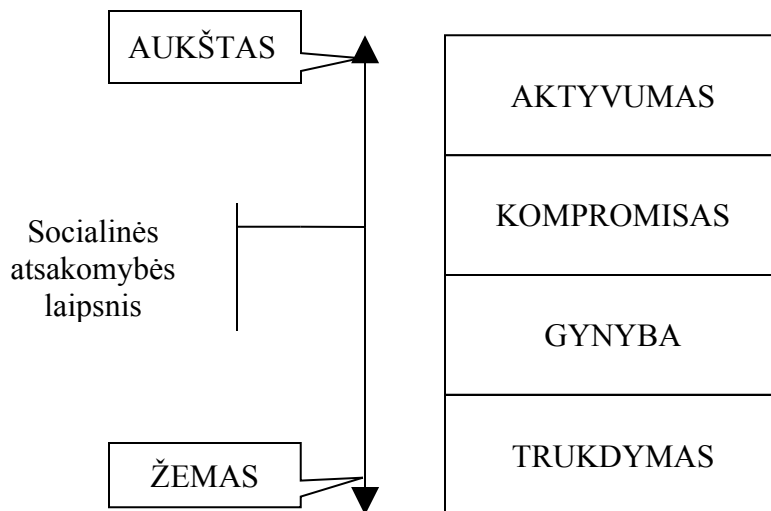 AUKŠTAS
AKTYVUMAS
KOMPROMISAS
Socialinės
atsakomybės
laipsnis
GYNYBA
ŽEMAS
TRUKDYMAS